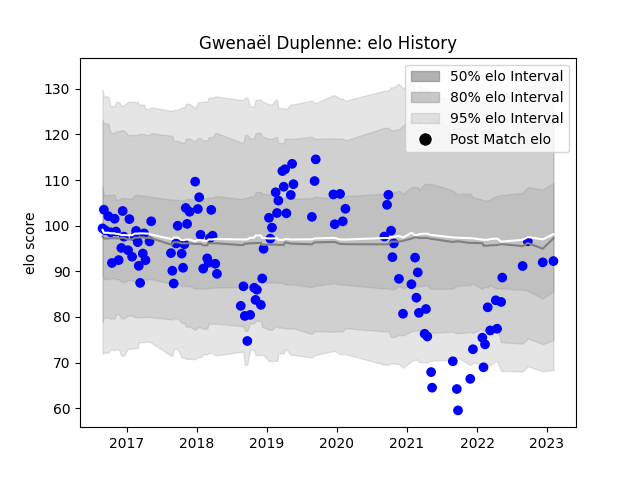 Gwenaël Duplenne: elo History
50% elo Interval
80% elo Interval
95% elo Interval
Post Match elo
elo score
130
120
110
100
90
80
70
60
2017 2018 2019 2020 2021 2022 2023